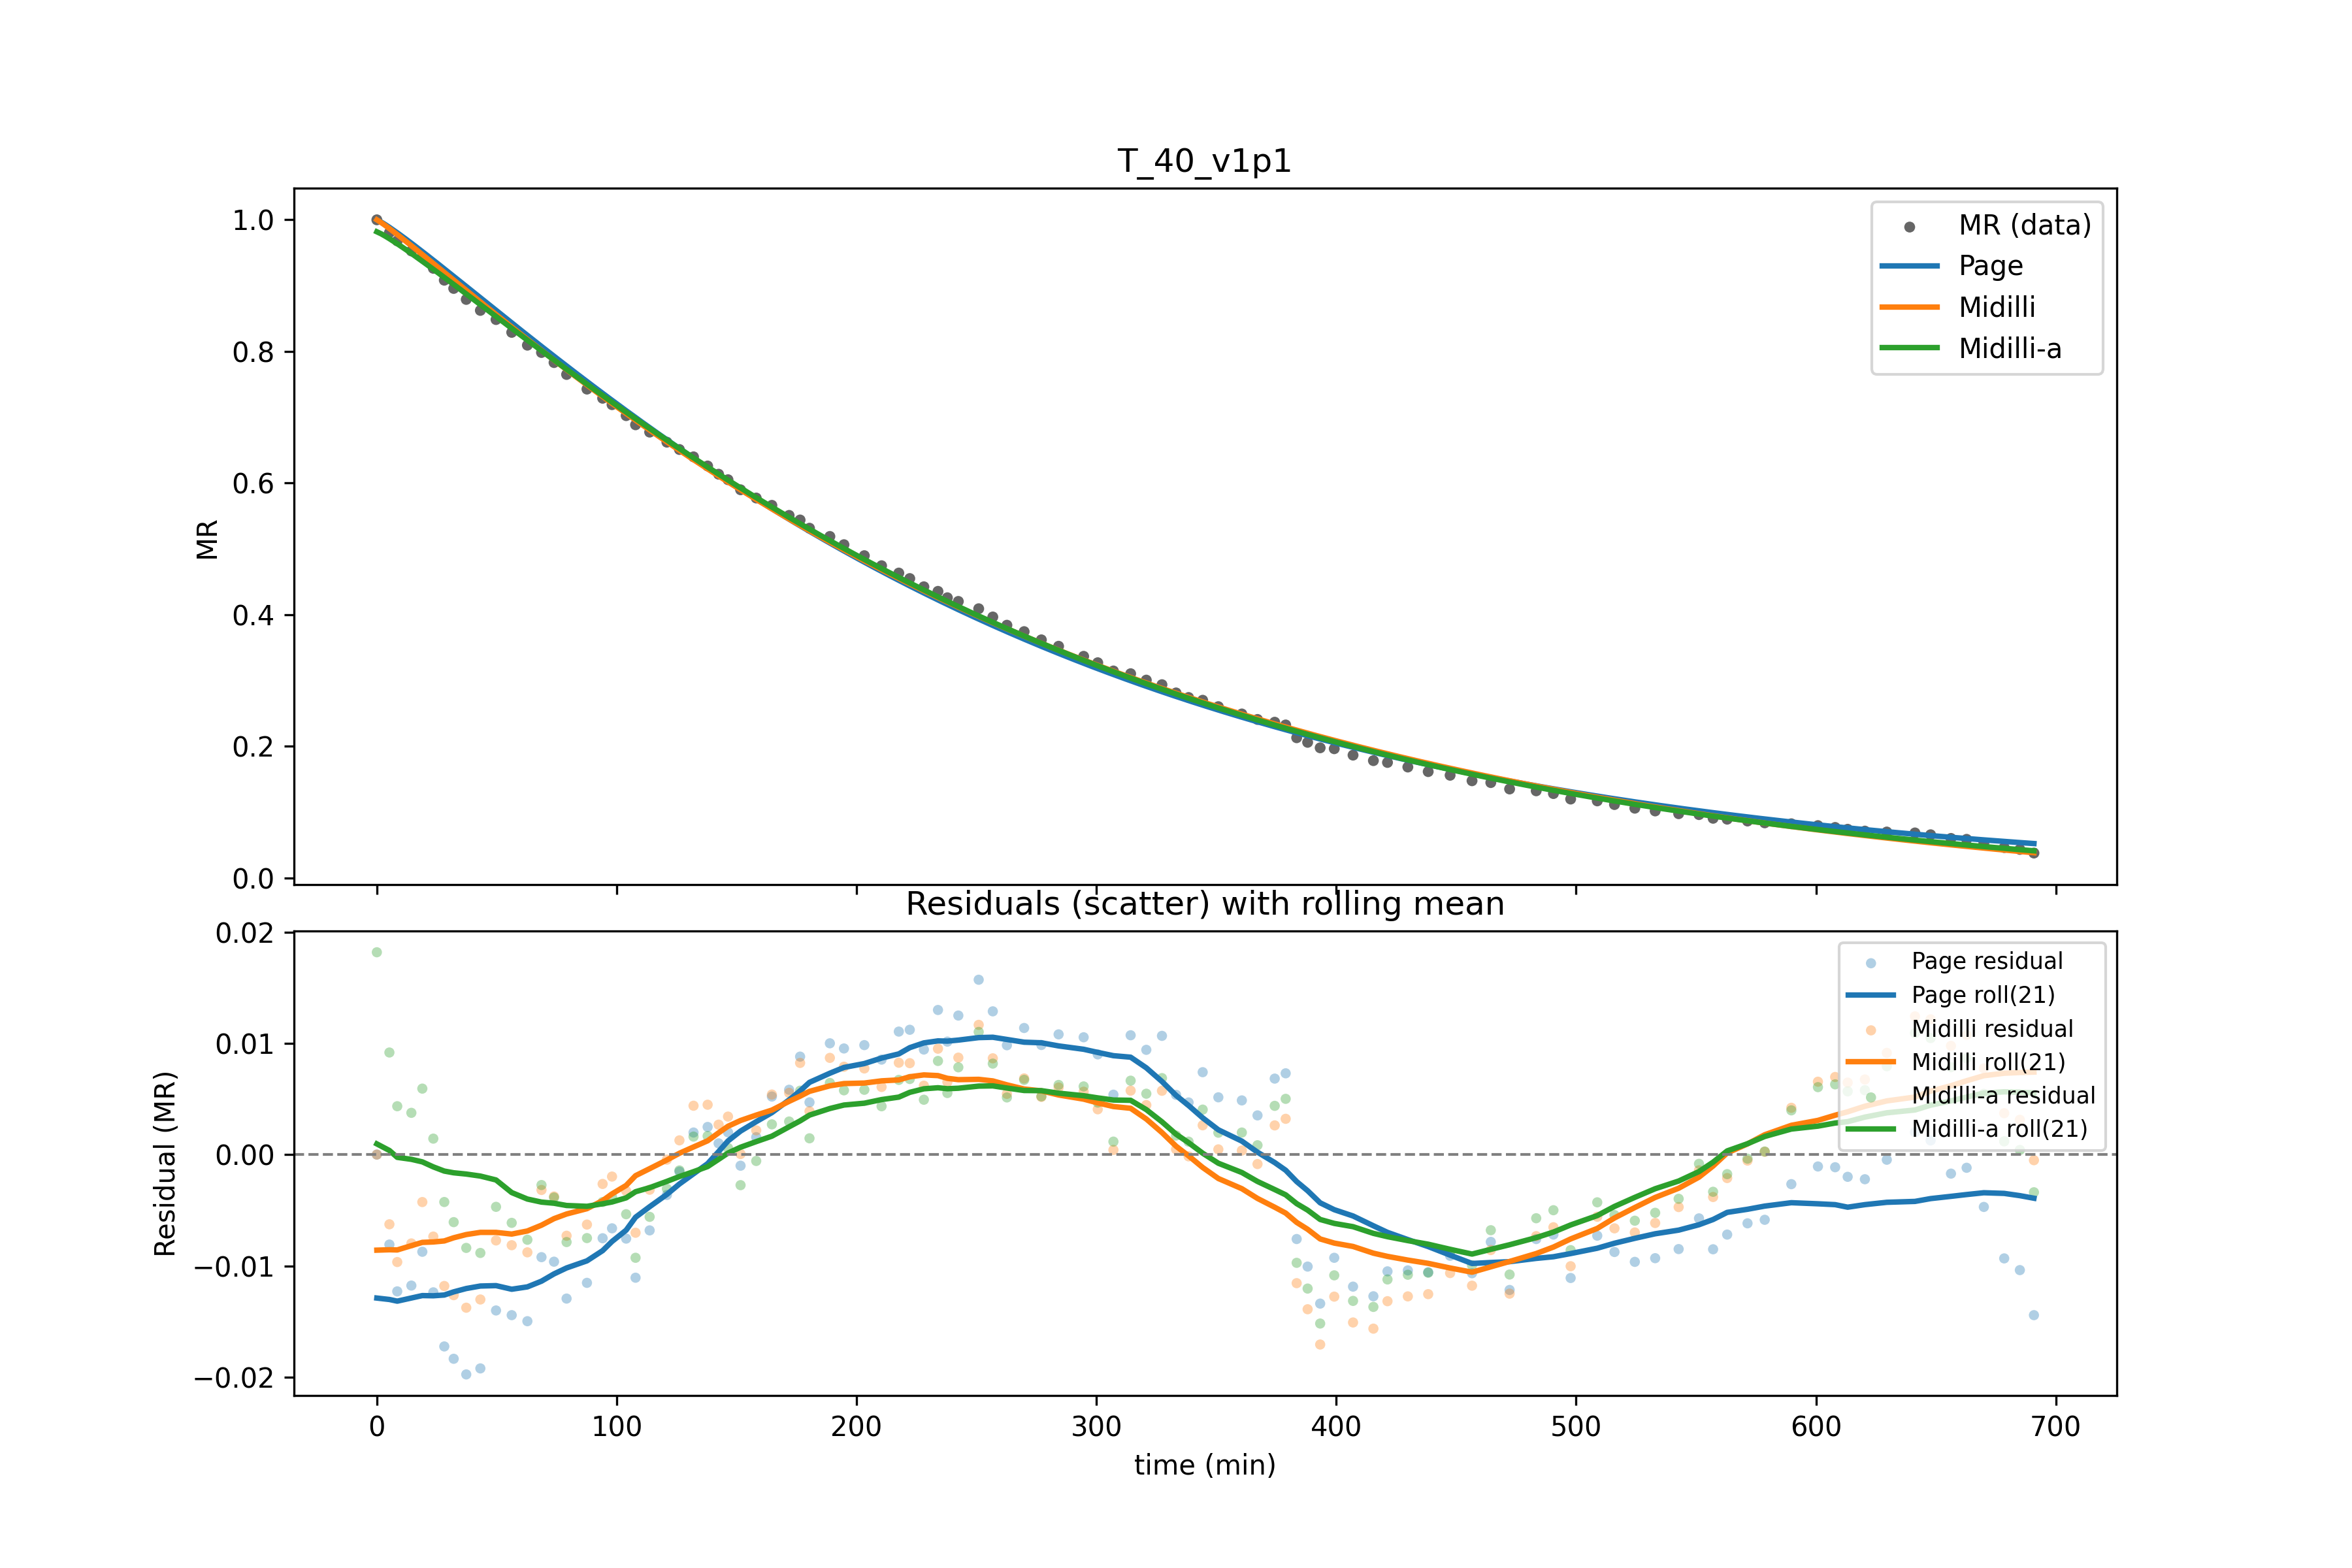 T_40_v1p1
MR
1.0
0.8
0.6
0.4
0.2
0.0
MR (data)
Page
Midilli
Midilli-a
Residuals (scatter) with rolling mean
Residual (MR)
0.02
0.01
0.00
−0.01
−0.02
Page residual
Page roll(21)
Midilli residual
Midilli roll(21)
Midilli-a residual
Midilli-a roll(21)
0 100 200 300 400 500 600 700
time (min)